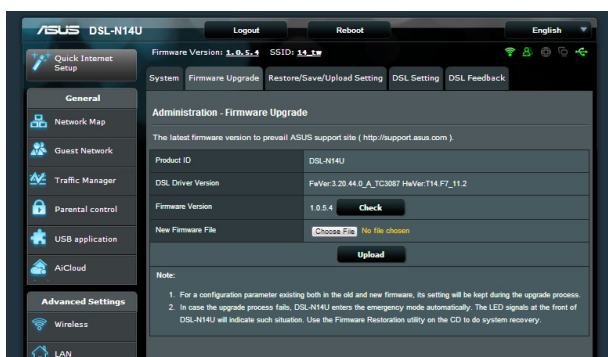 ASUS DSL-N14U Logout Reboot English
Quick Internet Setup
Firmware Version: 1.0.5.4 SSID: 14_tw
System Firmware Upgrade Restore/Save/Upload Setting DSL Setting DSL Feedback
General
Network Map
Guest Network
Traffic Manager
Parental control
USB application
AiCloud
Advanced Settings
Wireless
LAN
Administration - Firmware Upgrade
The latest firmware version to prevail ASUS support site ( http://support.asus.com ).
Product ID DSL-N14U
DSL Driver Version FwVer:3.20.44.0_A_TC3087 HwVer:T14.F7_11.2
Firmware Version 1.0.5.4 Check
New Firmware File Choose File No file chosen
Upload
Note:
1. For a configuration parameter existing both in the old and new firmware, its setting will be kept during the upgrade process.
2. In case the upgrade process fails, DSL-N14U enters the emergency mode automatically. The LED signals at the front of
DSL-N14U will indicate such situation. Use the Firmware Restoration utility on the CD to do system recovery.